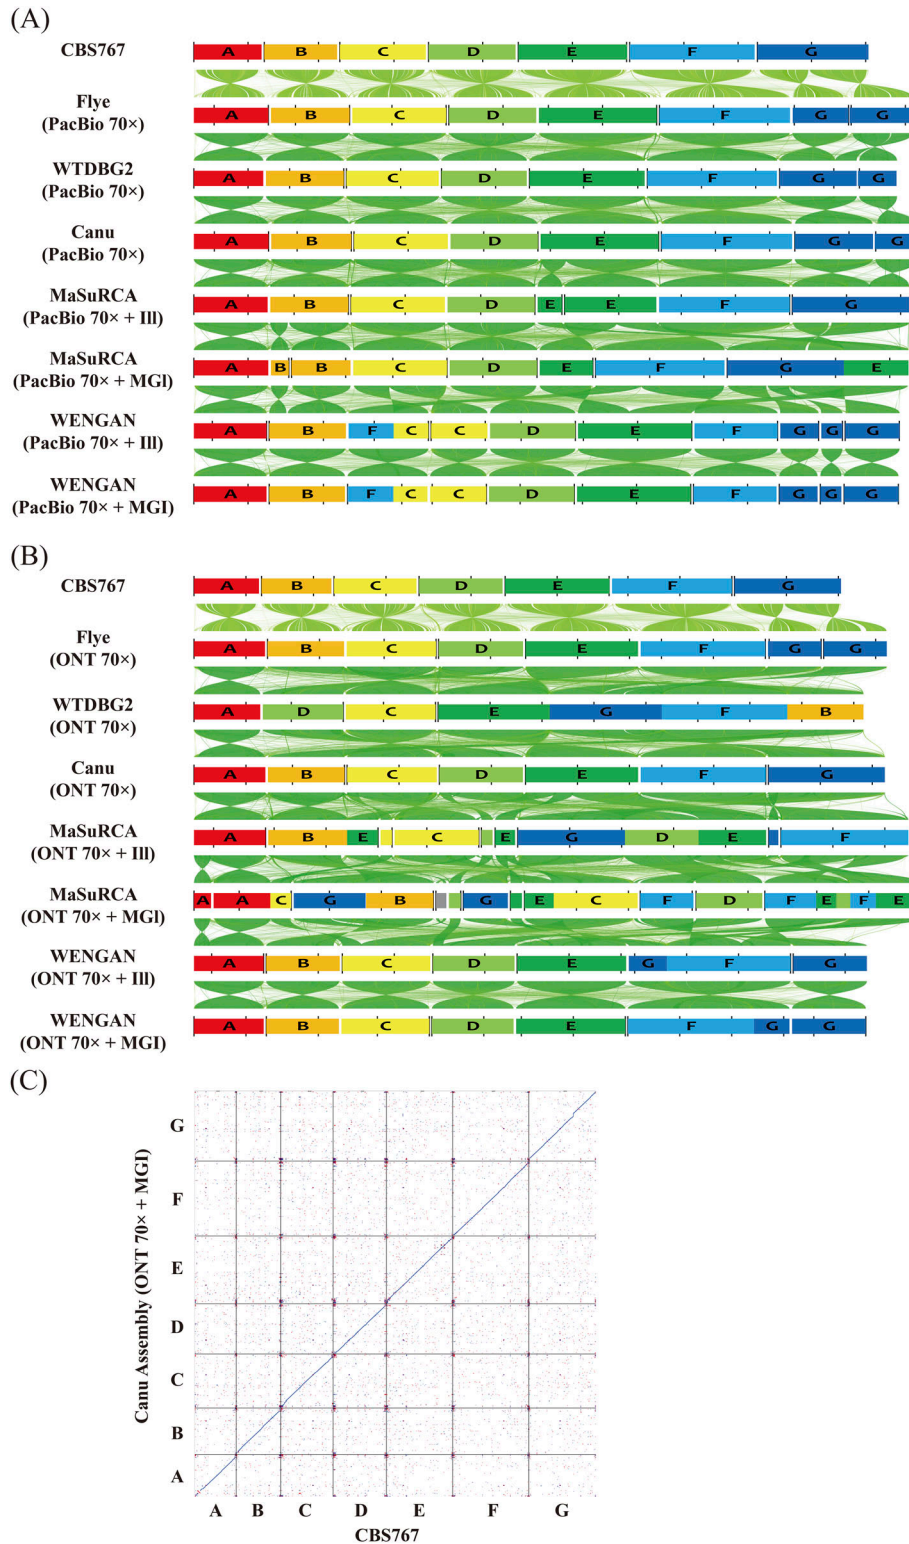 (A)
CBS767
A B C D E F G
Flye
(PacBio 70×)
A B C D E F G G
WTDBG2
(PacBio 70×)
A B C D E F G G
Canu
(PacBio 70×)
A B C D E F G G
MaSuRCA
(PacBio 70× + Ill)
A B C D E E F G
MaSuRCA
(PacBio 70× + MGI)
A B B C D E F G E
WENGAN
(PacBio 70× + Ill)
A B F C C D E F G G G
WENGAN
(PacBio 70× + MGI)
A B F C C D E F G G G
(B)
CBS767
A B C D E F G
Flye
(ONT 70×)
A B C D E F G G
WTDBG2
(ONT 70×)
A D C E G F B
Canu
(ONT 70×)
A B C D E F G
MaSuRCA
(ONT 70× + Ill)
A B E C E G D E F
MaSuRCA
(ONT 70× + MGI)
A A C G B G E C F D F E F E
WENGAN
(ONT 70× + Ill)
A B C D E G F G
WENGAN
(ONT 70× + MGI)
A B C D E F G G
(C)
Canu Assembly (ONT 70× + MGI)
G
F
E
D
C
B
A
A B C D E F G
CBS767